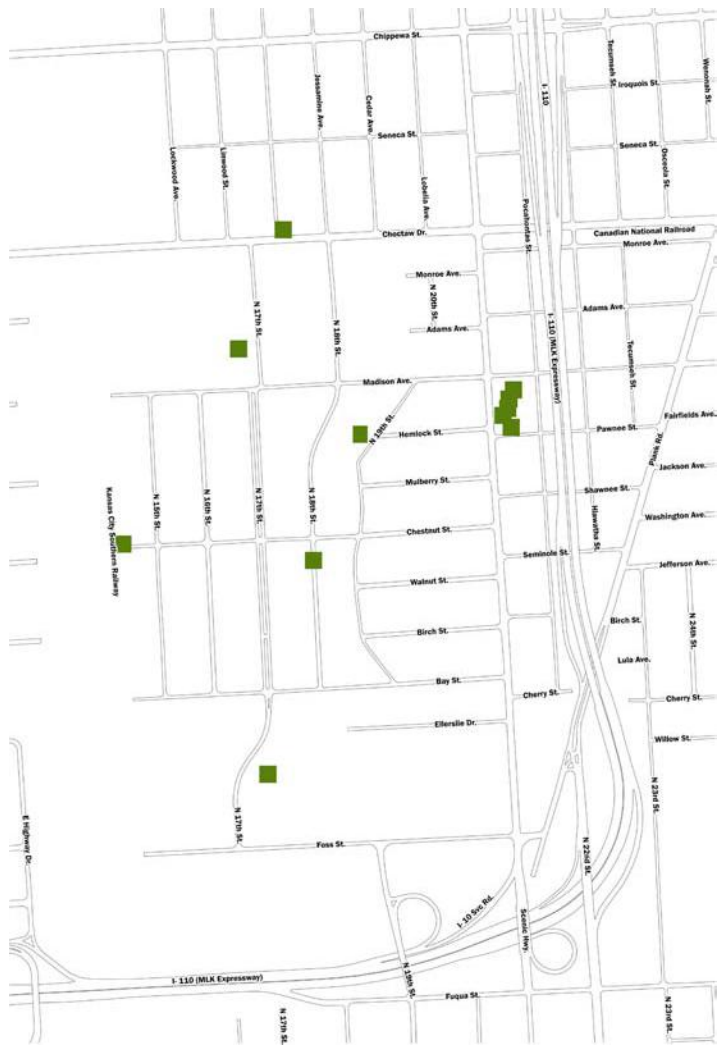 Chippewa St.
Tecumseh St.
Wenonah St.
Iroquois St.
I- 110
Jessamine Ave.
Cedar Ave.
Seneca St.
Seneca St.
Lockwood Ave.
Linwood St.
Lobelia Ave.
Osceola St.
Pocahontas St.
Choctaw Dr.
Canadian National Railroad
Monroe Ave.
Monroe Ave.
N 20th St.
N 17th St.
N 18th St.
Adams Ave.
Adams Ave.
I- 110 (MLK Expressway)
Tecumseh St.
Madison Ave.
N 19th St.
Hemlock St.
Pawnee St.
Fairfields Ave.
Plank Rd.
Jackson Ave.
Mulberry St.
Shawnee St.
Kansas City Southern Railway
N 15th St.
N 16th St.
N 17th St.
N 18th St.
Hiawatha St.
Washington Ave.
Chestnut St.
Seminole St.
Jefferson Ave.
Walnut St.
Birch St.
Birch St.
N 24th St.
Lula Ave.
Bay St.
Cherry St.
Cherry St.
Ellerslie Dr.
Willow St.
N 17th St.
N 23rd St.
E Highway Dr.
Foss St.
N 22nd St.
I- 10 Svc Rd.
Scenic Hwy.
I- 110 (MLK Expressway)
N 19th St.
Fuqua St.
N 17th St.
N 23rd St.